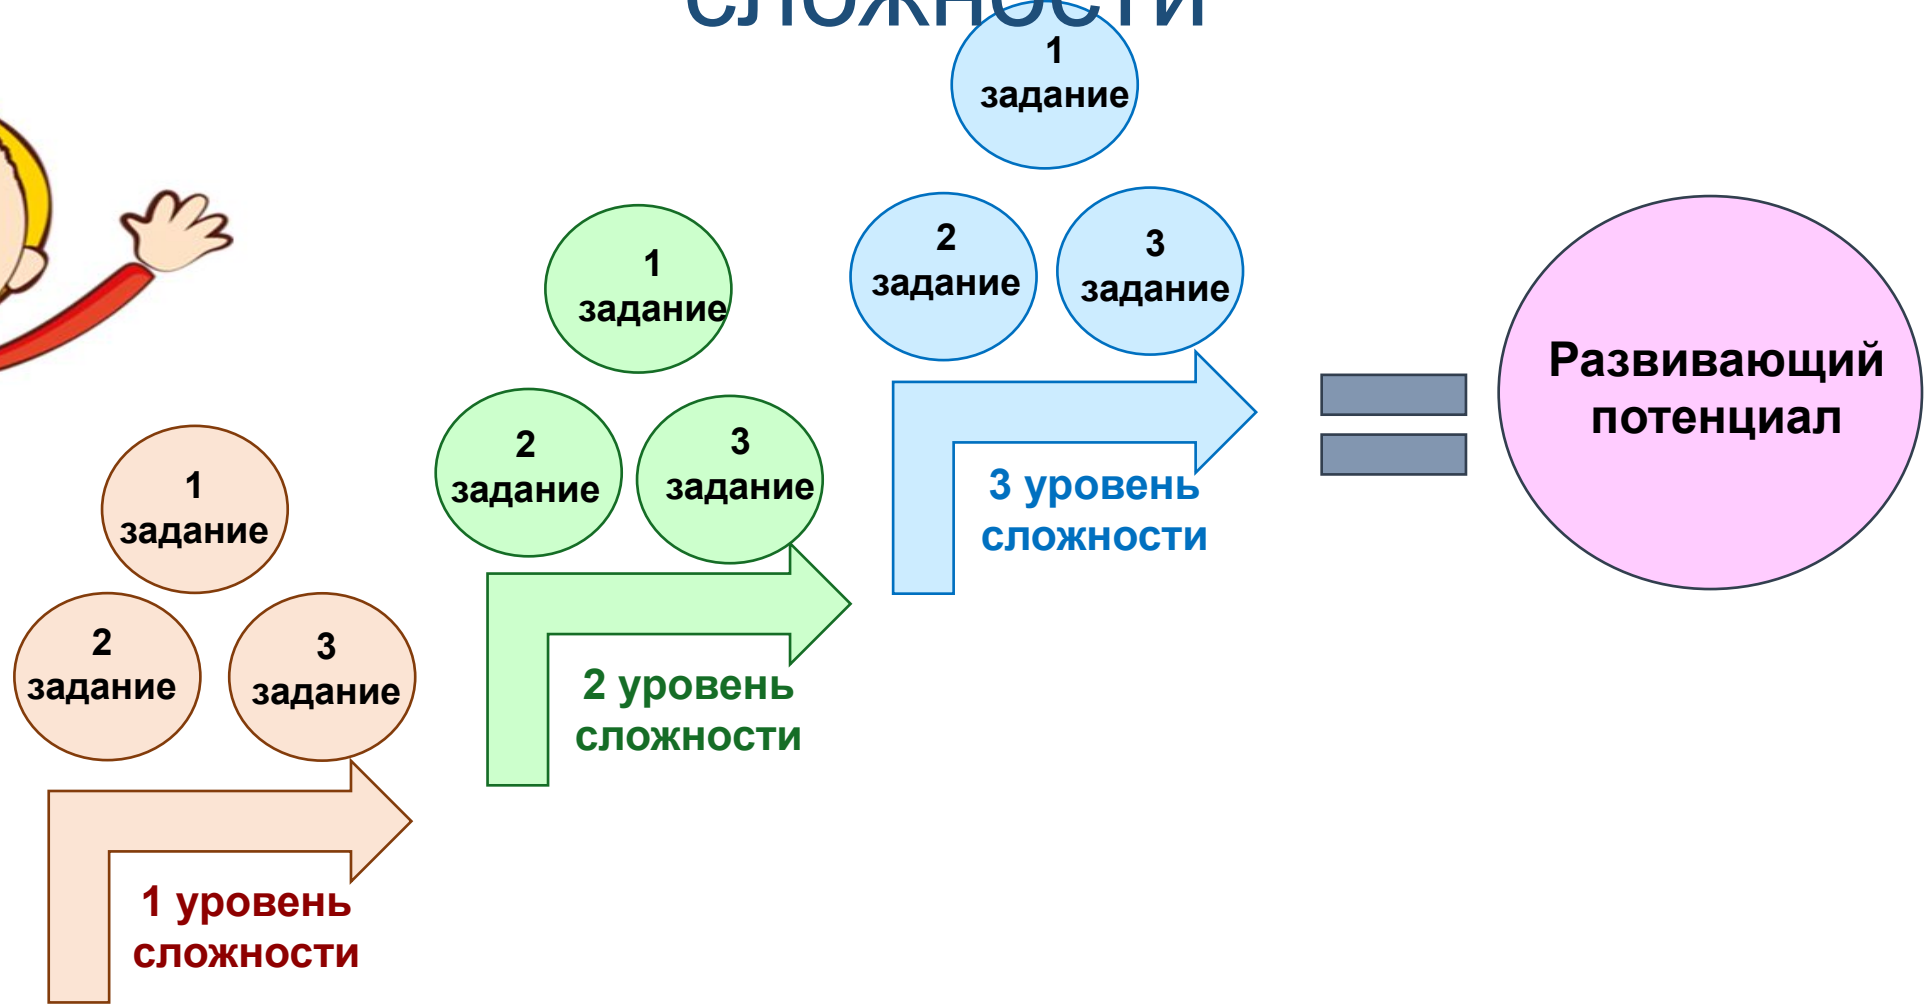 сложности
1
задание
2
задание
3
задание
3 уровень
сложности
1
задание
2
задание
3
задание
2 уровень
сложности
1
задание
2
задание
3
задание
1 уровень
сложности
Развивающий
потенциал